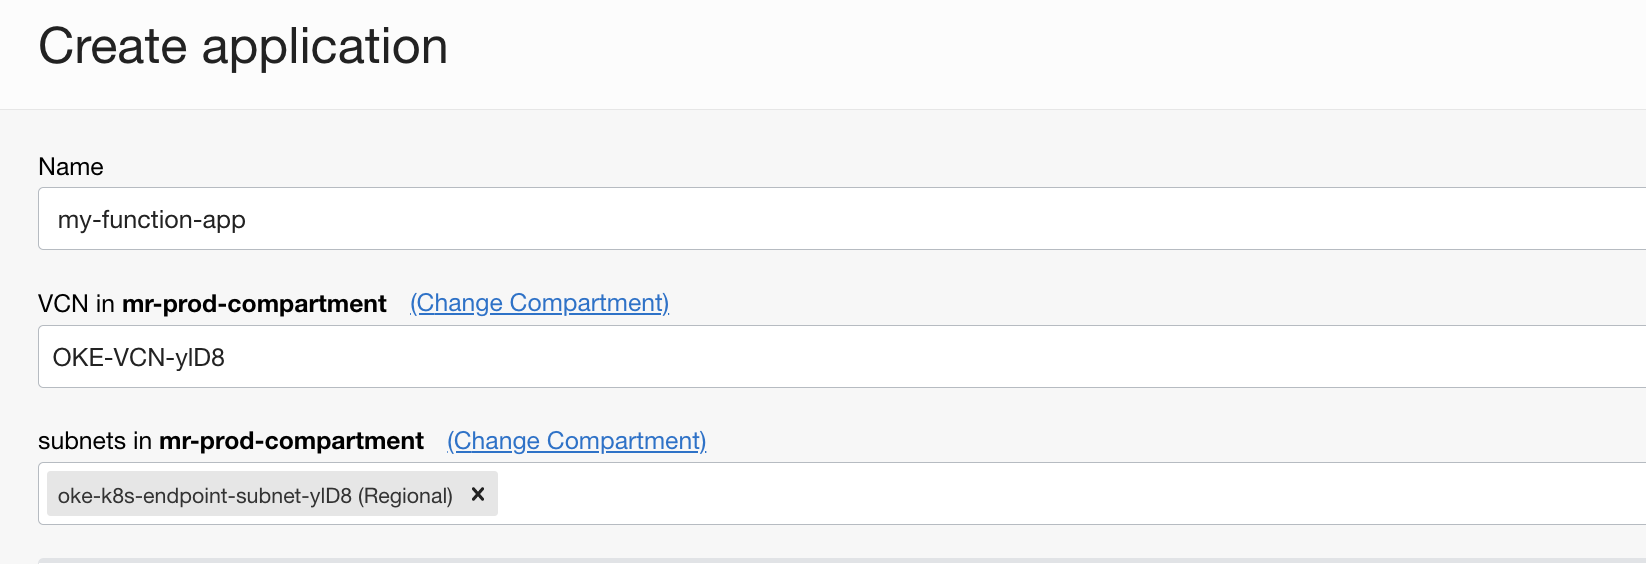 Create application
Name
my-function-app
VCN in mr-prod-compartment (Change Compartment)
OKE-VCN-ylD8
subnets in mr-prod-compartment (Change Compartment)
oke-k8s-endpoint-subnet-ylD8 (Regional) ×